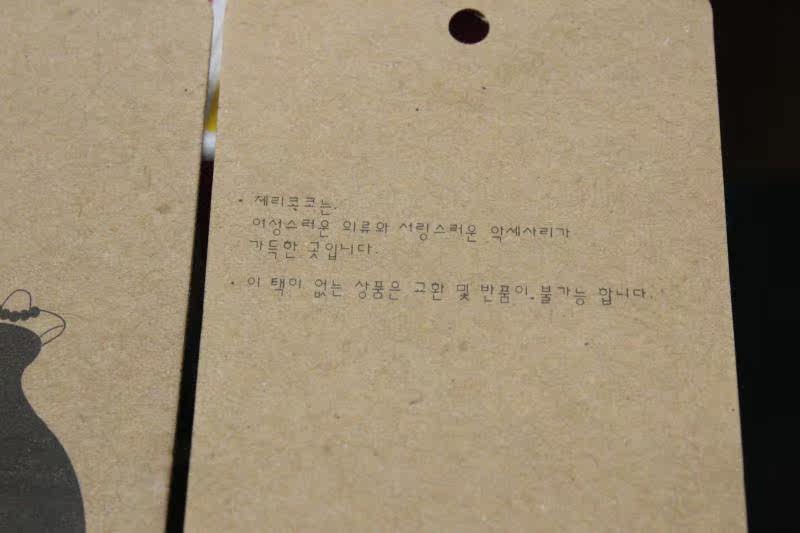 · 체리콧코는.
여성스러운 의류와 사랑스러운 악세사리가
가득한 곳입니다.
· 이 택이 없는 상품은 교환 및 반품이 불가능 합니다.